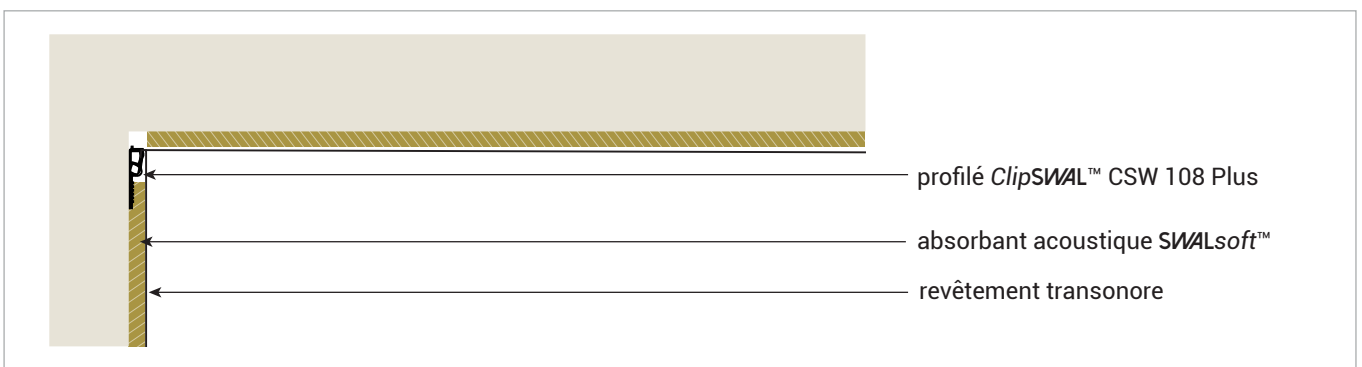 profilé ClipSWAL™ CSW 108 Plus
absorbant acoustique SWALsoft™
revêtement transonore